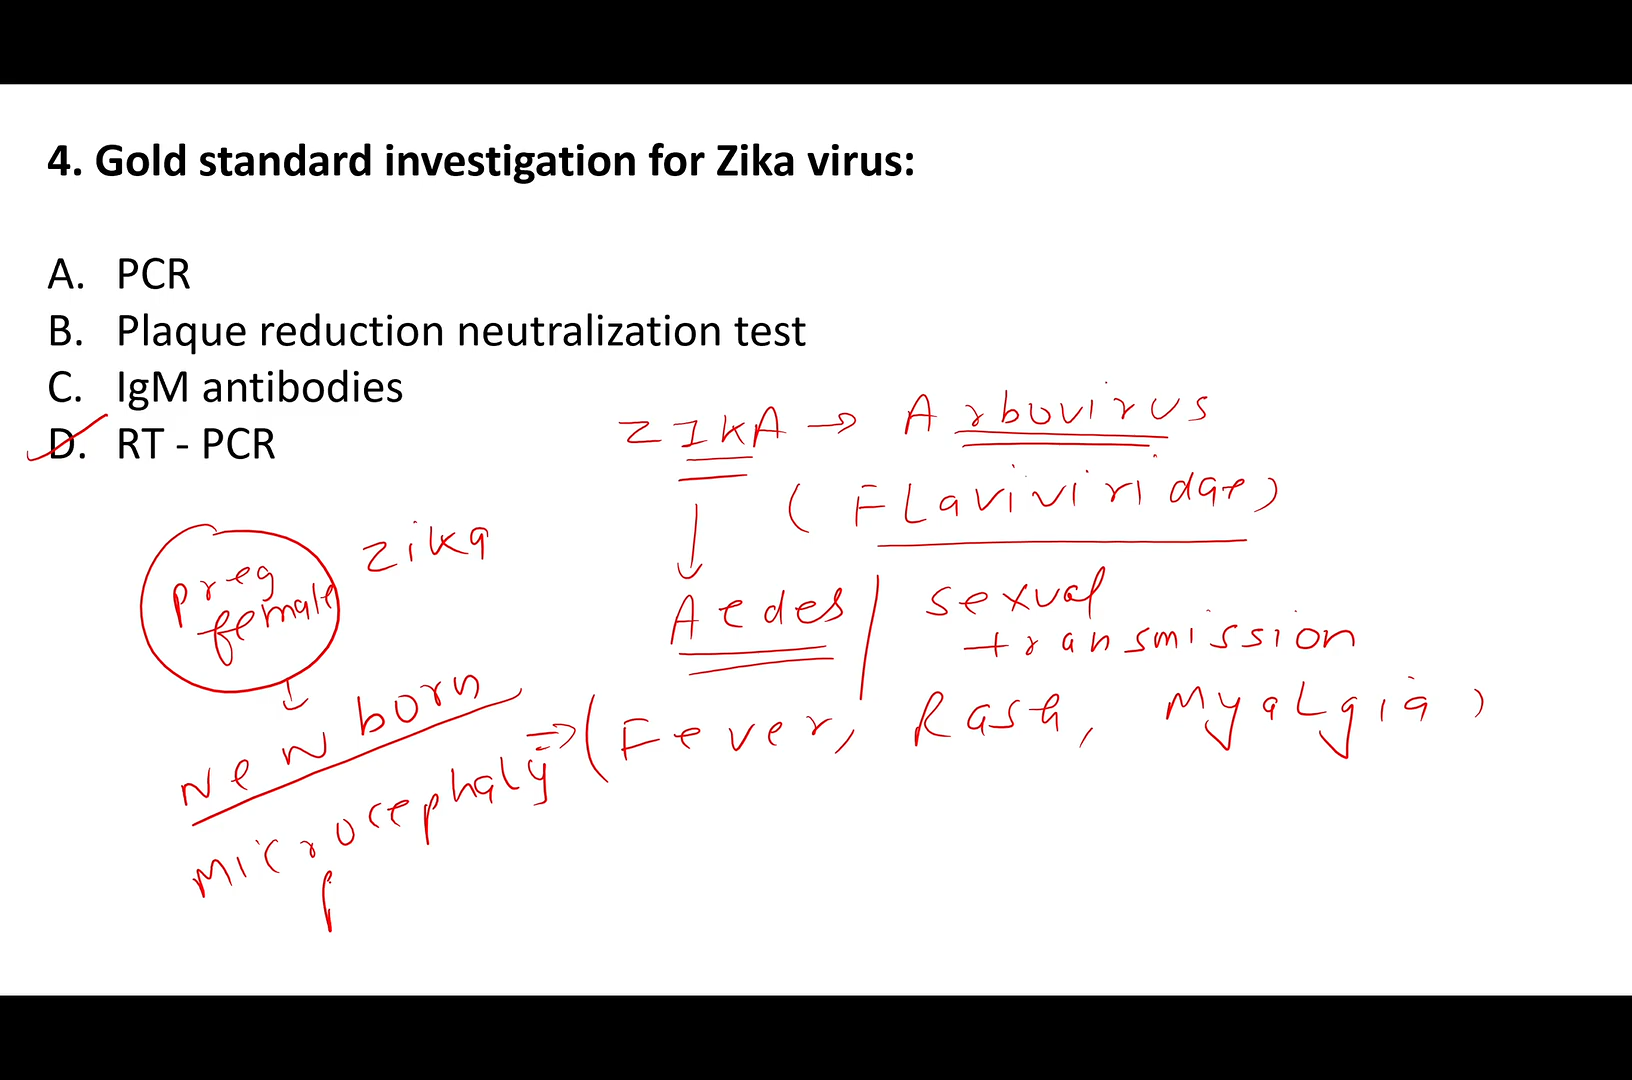 4. Gold standard investigation for Zika virus:
A. PCR
B. Plaque reduction neutralization test
C. IgM antibodies
D. RT - PCR
ZIKA → Arbovirus
(Flaviviridae)
Aedes / sexual
transmission
(Fever, Rash, Myalgia)
preg
female
zika
New born
microcephaly ⇒